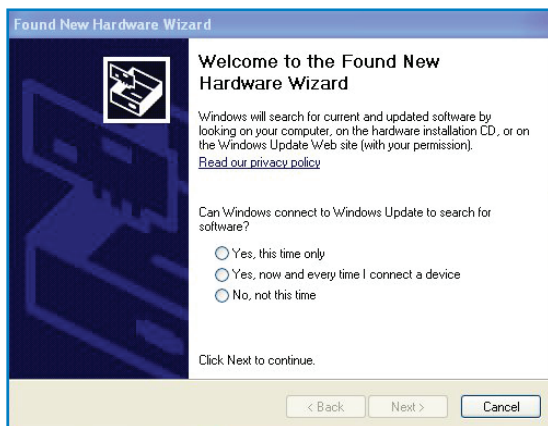 Found New Hardware Wizard
Welcome to the Found New
Hardware Wizard
Windows will search for current and updated software by
looking on your computer, on the hardware installation CD, or on
the Windows Update Web site (with your permission).
Read our privacy policy
Can Windows connect to Windows Update to search for
software?
Yes, this time only
Yes, now and every time I connect a device
No, not this time
Click Next to continue.
< Back Next > Cancel